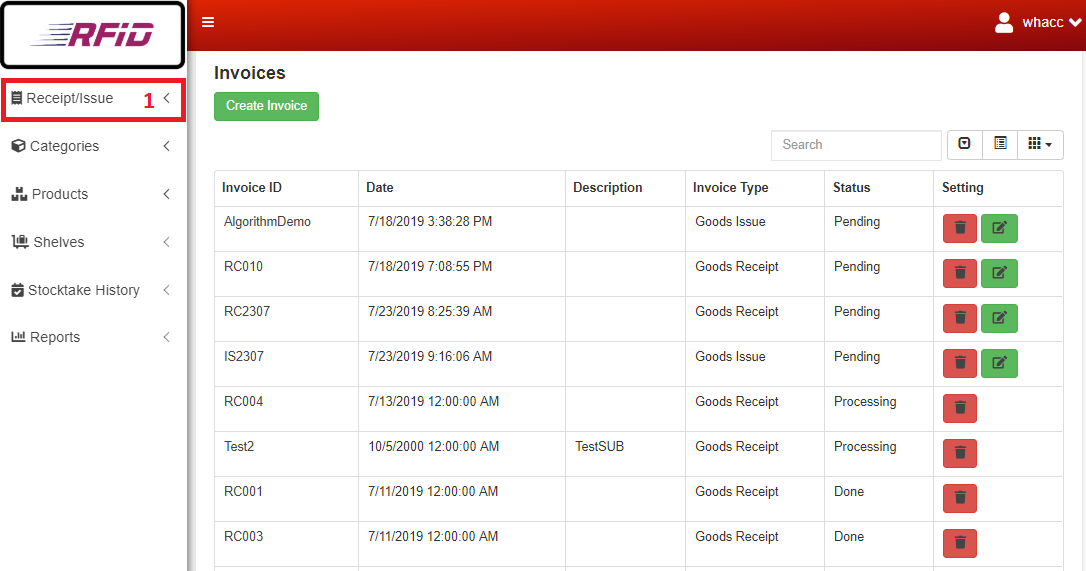 RFiD
whacc
Receipt/Issue 1
Categories
Products
Shelves
Stocktake History
Reports
Invoices
Create Invoice
Search
Invoice ID Date Description Invoice Type Status Setting
AlgorithmDemo 7/18/2019 3:38:28 PM Goods Issue Pending
RC010 7/18/2019 7:08:55 PM Goods Receipt Pending
RC2307 7/23/2019 8:25:39 AM Goods Receipt Pending
IS2307 7/23/2019 9:16:06 AM Goods Issue Pending
RC004 7/13/2019 12:00:00 AM Goods Receipt Processing
Test2 10/5/2000 12:00:00 AM TestSUB Goods Receipt Processing
RC001 7/11/2019 12:00:00 AM Goods Receipt Done
RC003 7/11/2019 12:00:00 AM Goods Receipt Done